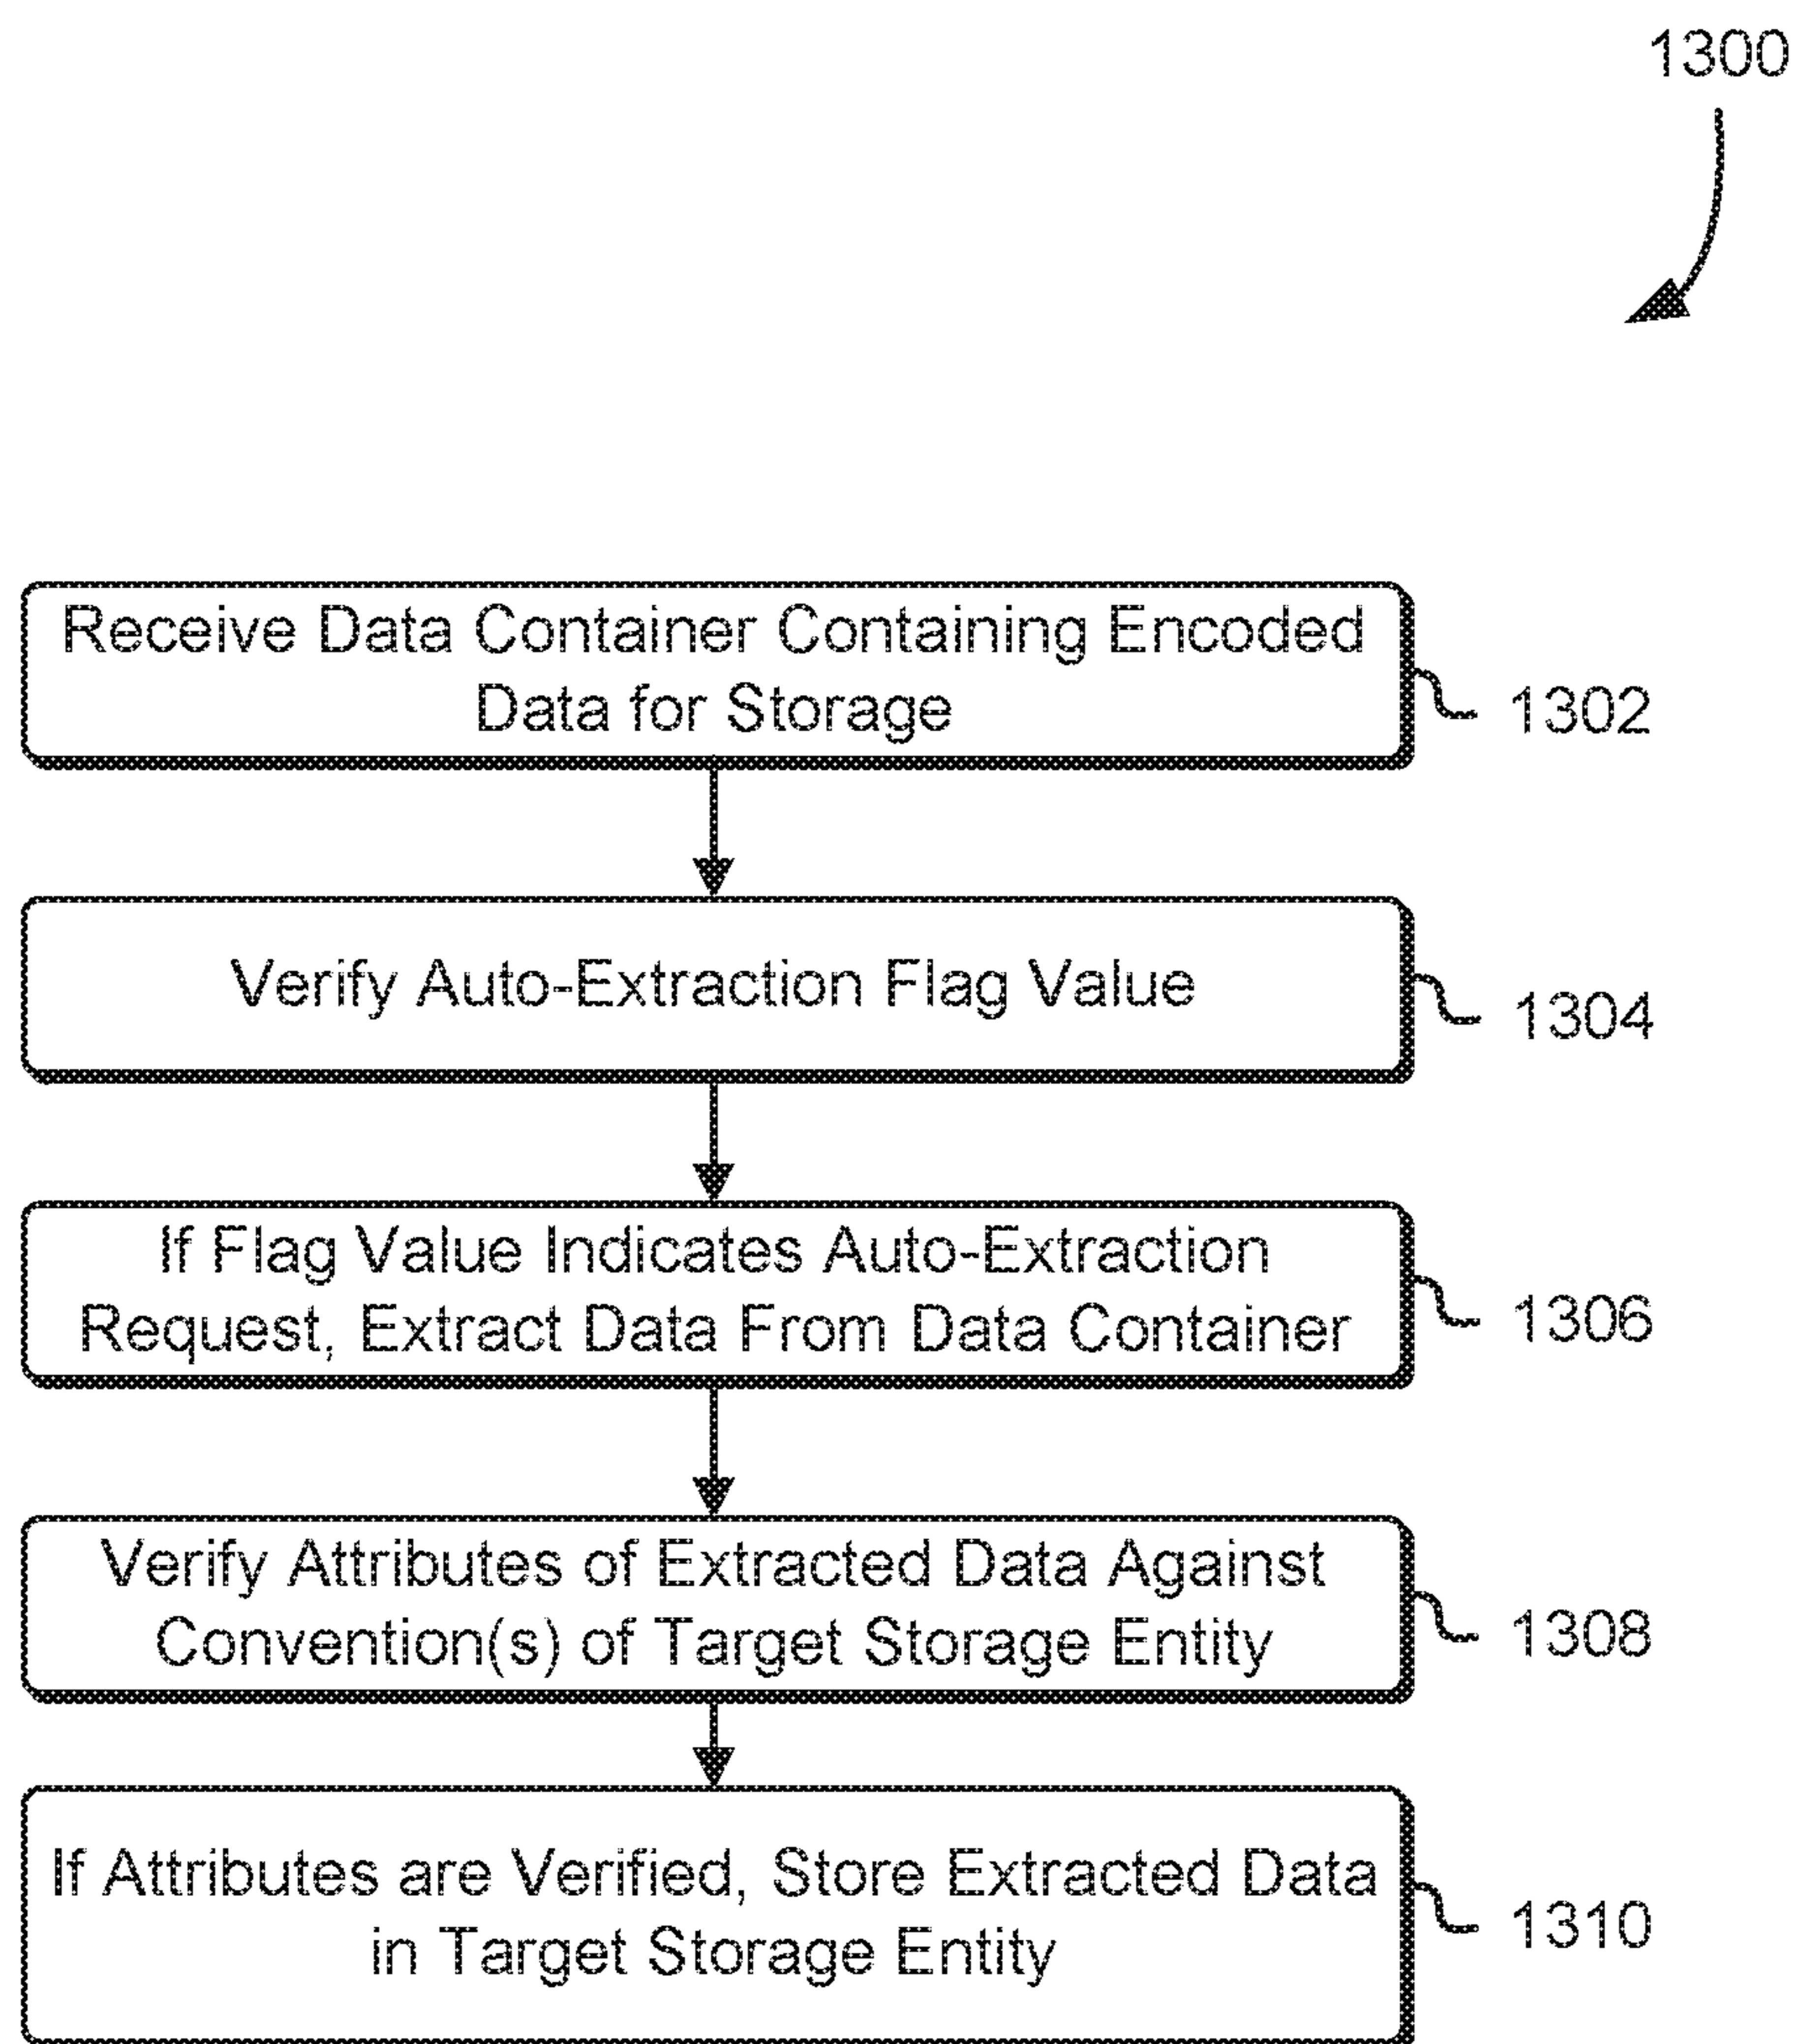 1300
Receive Data Container Containing Encoded
Data for Storage
1302
Verify Auto-Extraction Flag Value
1304
If Flag Value Indicates Auto-Extraction
Request, Extract Data From Data Container
1306
Verify Attributes of Extracted Data Against
Convention(s) of Target Storage Entity
1308
If Attributes are Verified, Store Extracted Data
in Target Storage Entity
1310